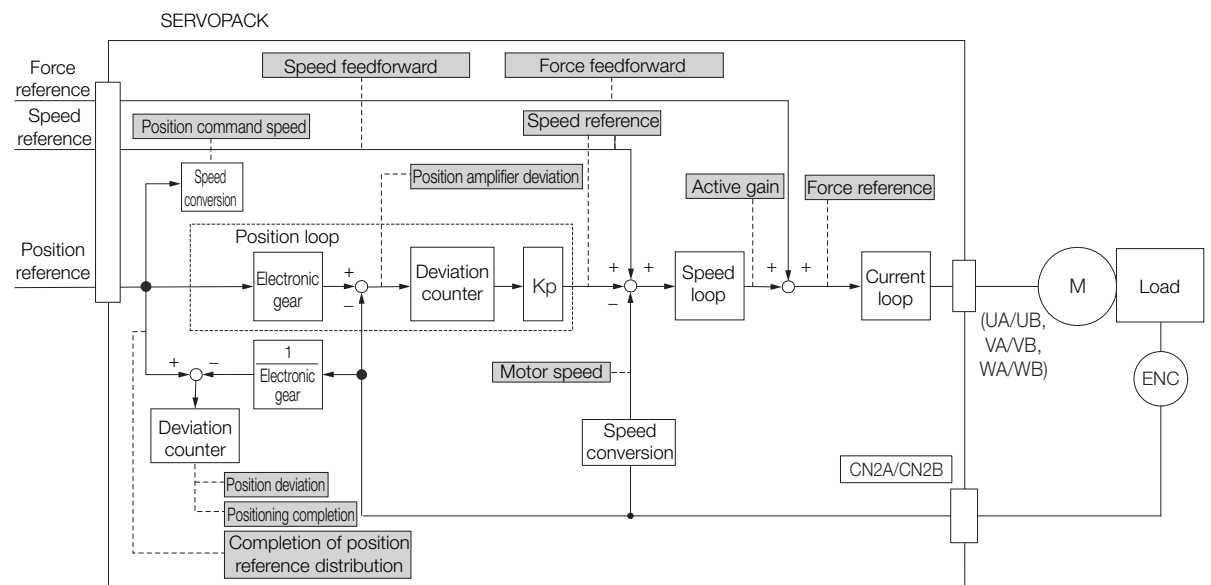 SERVOPACK
Force
reference
Speed
reference
Position
reference
Speed feedforward
Force feedforward
Position command speed
Speed reference
Speed
conversion
Position amplifier deviation
Active gain
Force reference
Position loop
Electronic
gear
+
−
Deviation
counter
Kp
+
+
−
+
Speed
loop
+
+
Current
loop
M
Load
(UA/UB,
VA/VB,
WA/WB)
ENC
+
−
1
Electronic
gear
Motor speed
Deviation
counter
Speed
conversion
CN2A/CN2B
Position deviation
Positioning completion
Completion of position
reference distribution